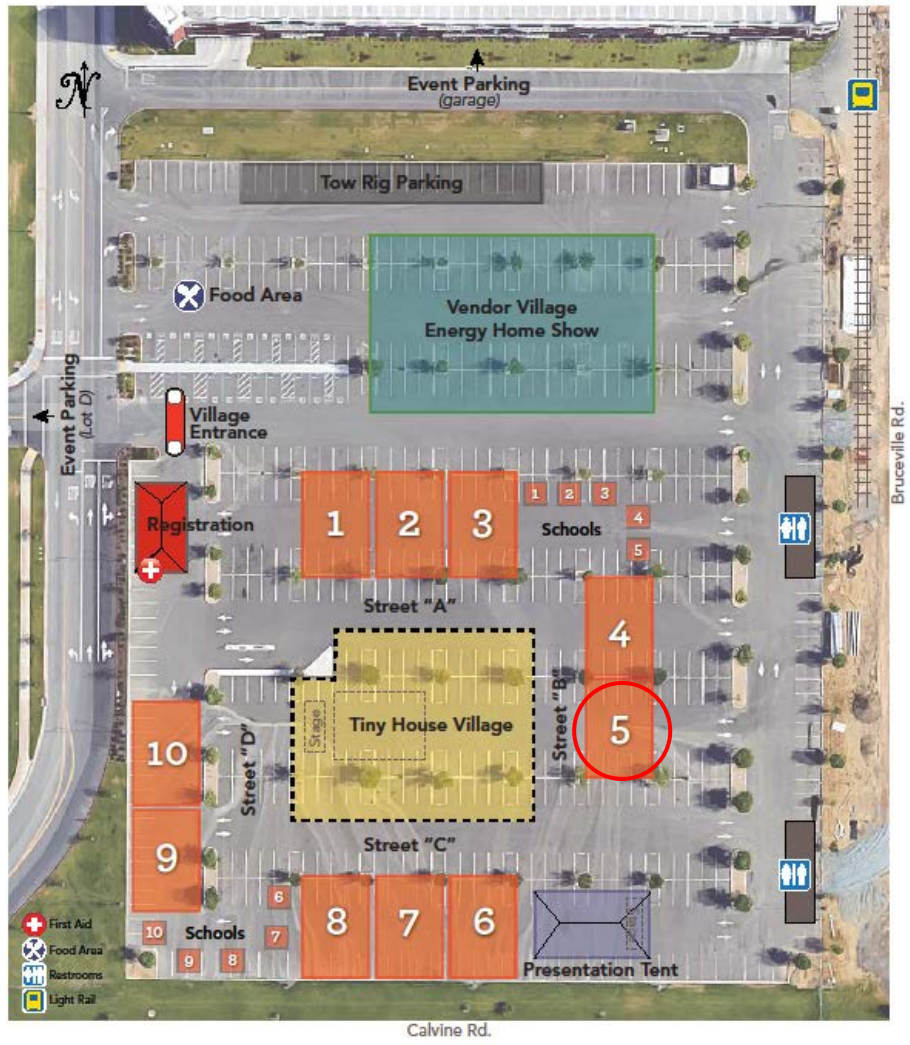 N
Event Parking
(garage)
Tow Rig Parking
Food Area
Vendor Village
Energy Home Show
Event Parking
(Lot D)
Village
Entrance
Bruceville Rd.
Registration
1
2
3
1
2
3
4
5
Schools
Street "A"
4
Street "B"
5
Stage
Tiny House Village
Street "D"
10
9
Street "C"
6
7
8
9
10
Schools
8
7
6
Presentation Tent
First Aid
Food Area
Restrooms
Light Rail
Calvine Rd.